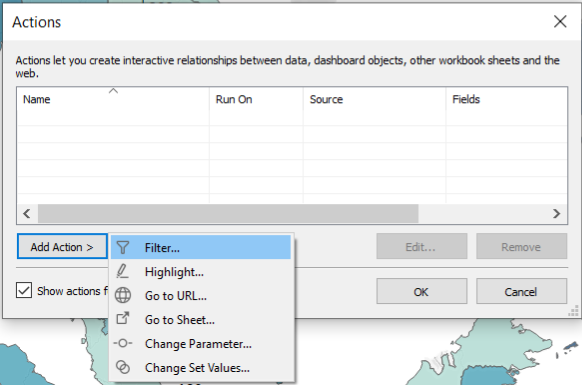 Actions
Actions let you create interactive relationships between data, dashboard objects, other workbook sheets and the
web.
Name Run On Source Fields
Add Action >
Filter...
Highlight...
Go to URL...
Go to Sheet...
Change Parameter...
Change Set Values...
Edit... Remove
Show actions
OK Cancel